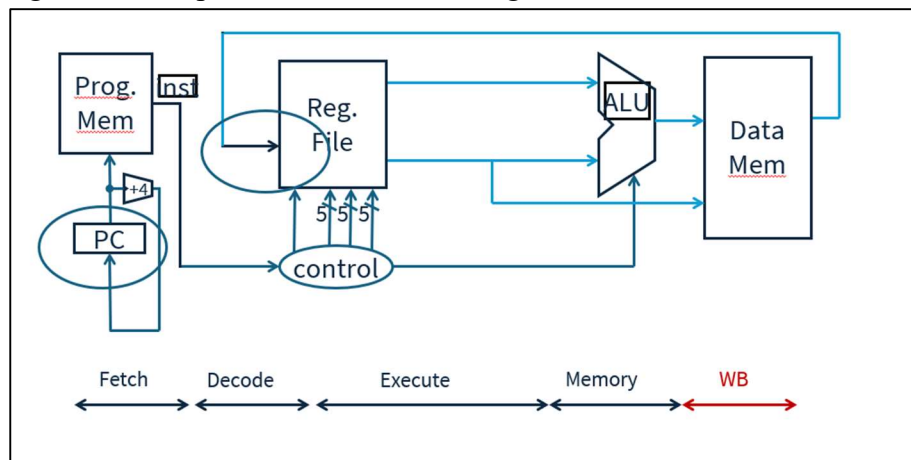 Prog.
Mem
Inst
Reg.
File
ALU
Data
Mem
+4
PC
5 5 5
control
Fetch Decode Execute Memory WB